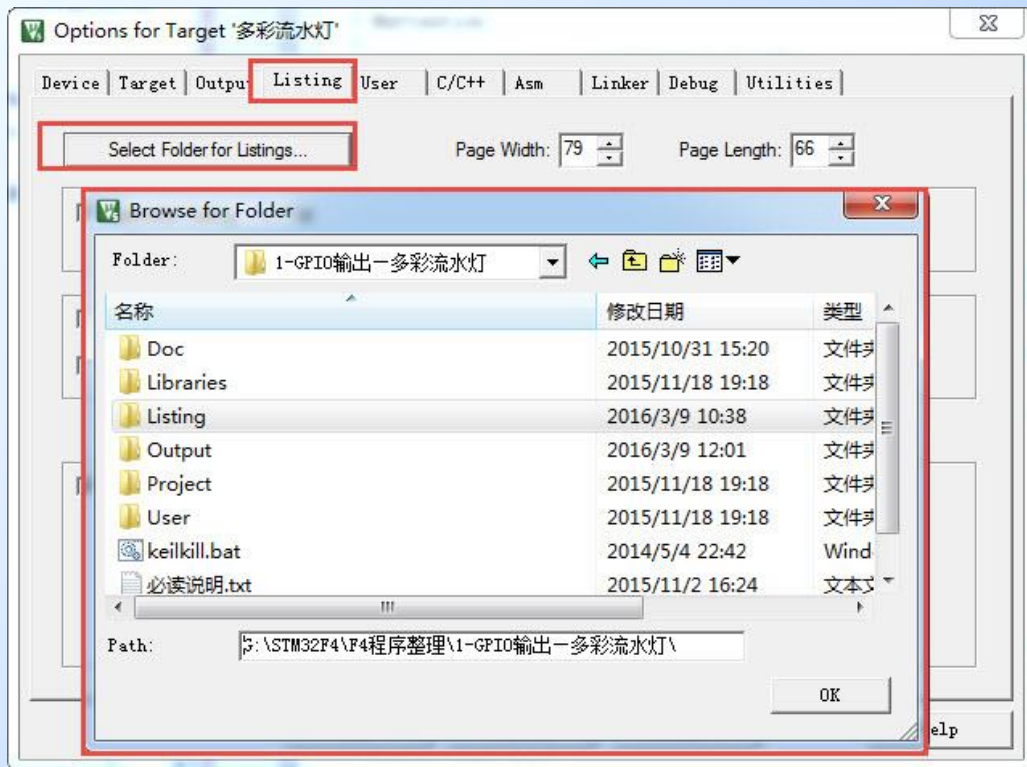 Options for Target '多彩流水灯'
Device Target Outpu Listing User C/C++ Asm Linker Debug Utilities
Select Folder for Listings... Page Width: 79 Page Length: 66
Browse for Folder
Folder: 1-GPIO输出—多彩流水灯
名称 修改日期 类型
Doc 2015/10/31 15:20 文件夹
Libraries 2015/11/18 19:18 文件夹
Listing 2016/3/9 10:38 文件夹
Output 2016/3/9 12:01 文件夹
Project 2015/11/18 19:18 文件夹
User 2015/11/18 19:18 文件夹
keilkill.bat 2014/5/4 22:42 Wind
必读说明.txt 2015/11/2 16:24 文本文
Path: :\STM32F4\F4程序整理\1-GPIO输出—多彩流水灯\
OK
elp